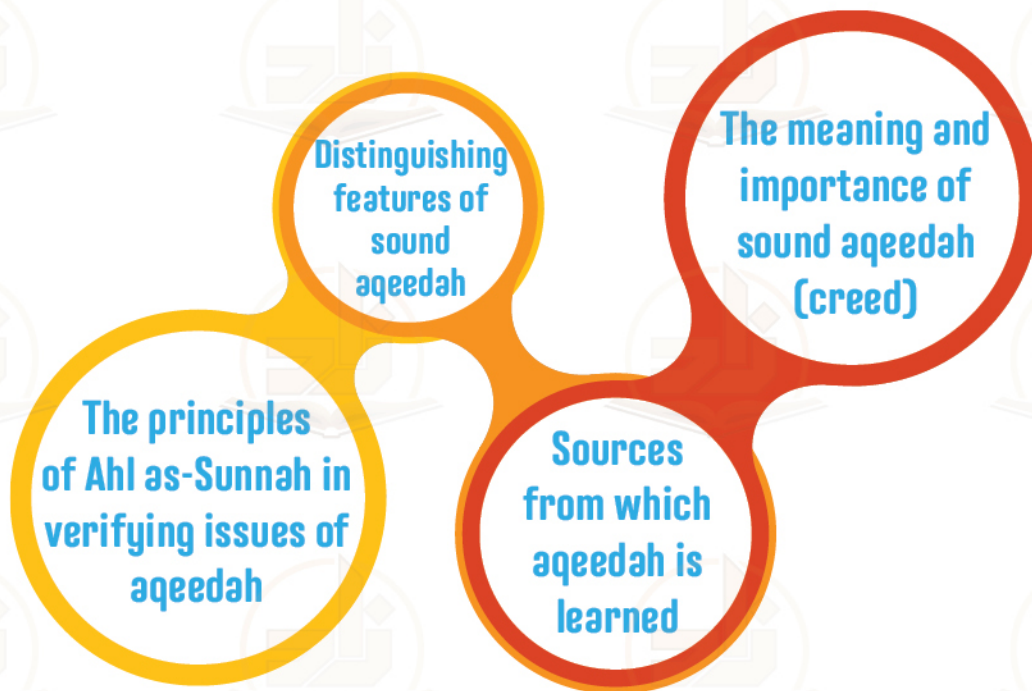 The meaning and
importance of
sound aqeedah
(creed)
Sources
from which
aqeedah is
learned
Distinguishing
features of
sound
aqeedah
The principles
of Ahl as-Sunnah in
verifying issues of
aqeedah